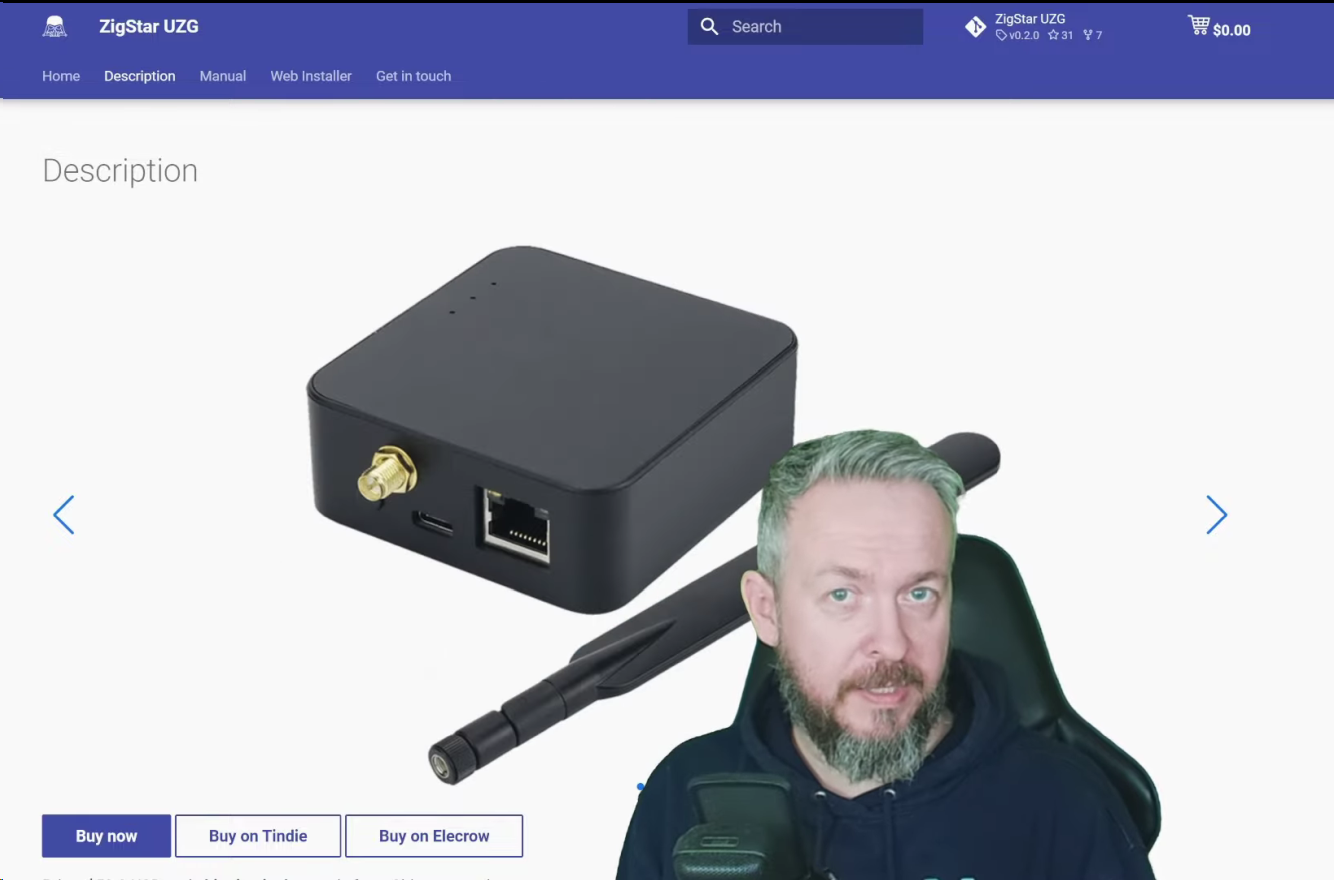 ZigStar UZG
Search
ZigStar UZG
v0.2.0 31 7
$0.00
Home Description Manual Web Installer Get in touch
Description
Buy now Buy on Tindie Buy on Elecrow